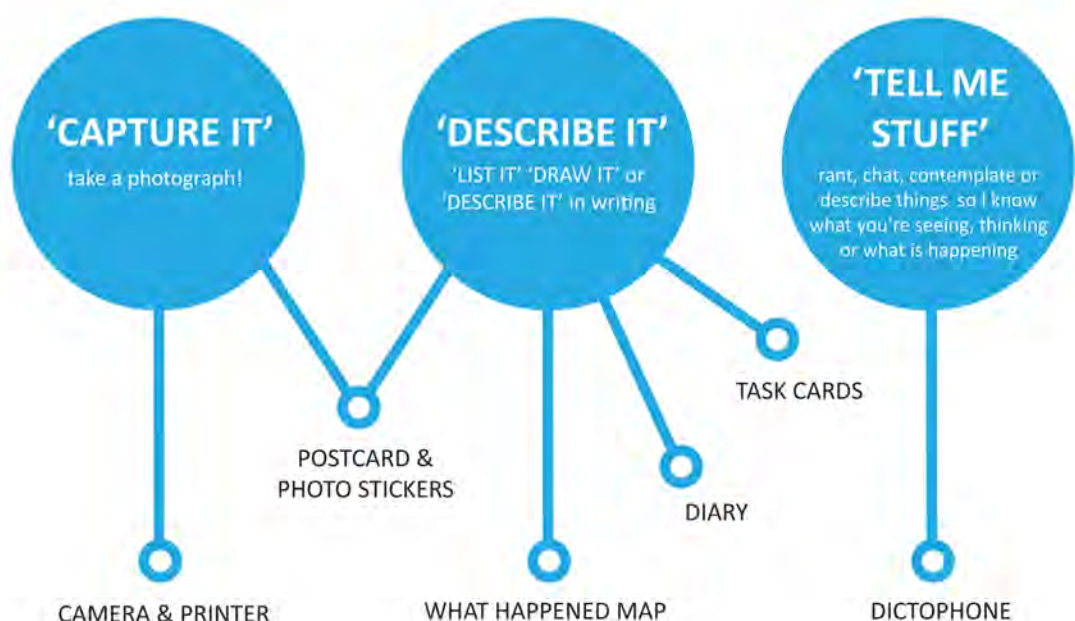 ‘CAPTURE IT’
take a photograph!
‘DESCRIBE IT’
‘LIST IT’ ‘DRAW IT’ or
‘DESCRIBE IT’ in writing
‘TELL ME
STUFF’
rant, chat, contemplate or
describe things so I know
what you're seeing, thinking
or what is happening
TASK CARDS
POSTCARD &
PHOTO STICKERS
DIARY
CAMERA & PRINTER
WHAT HAPPENED MAP
DICTOPHONE